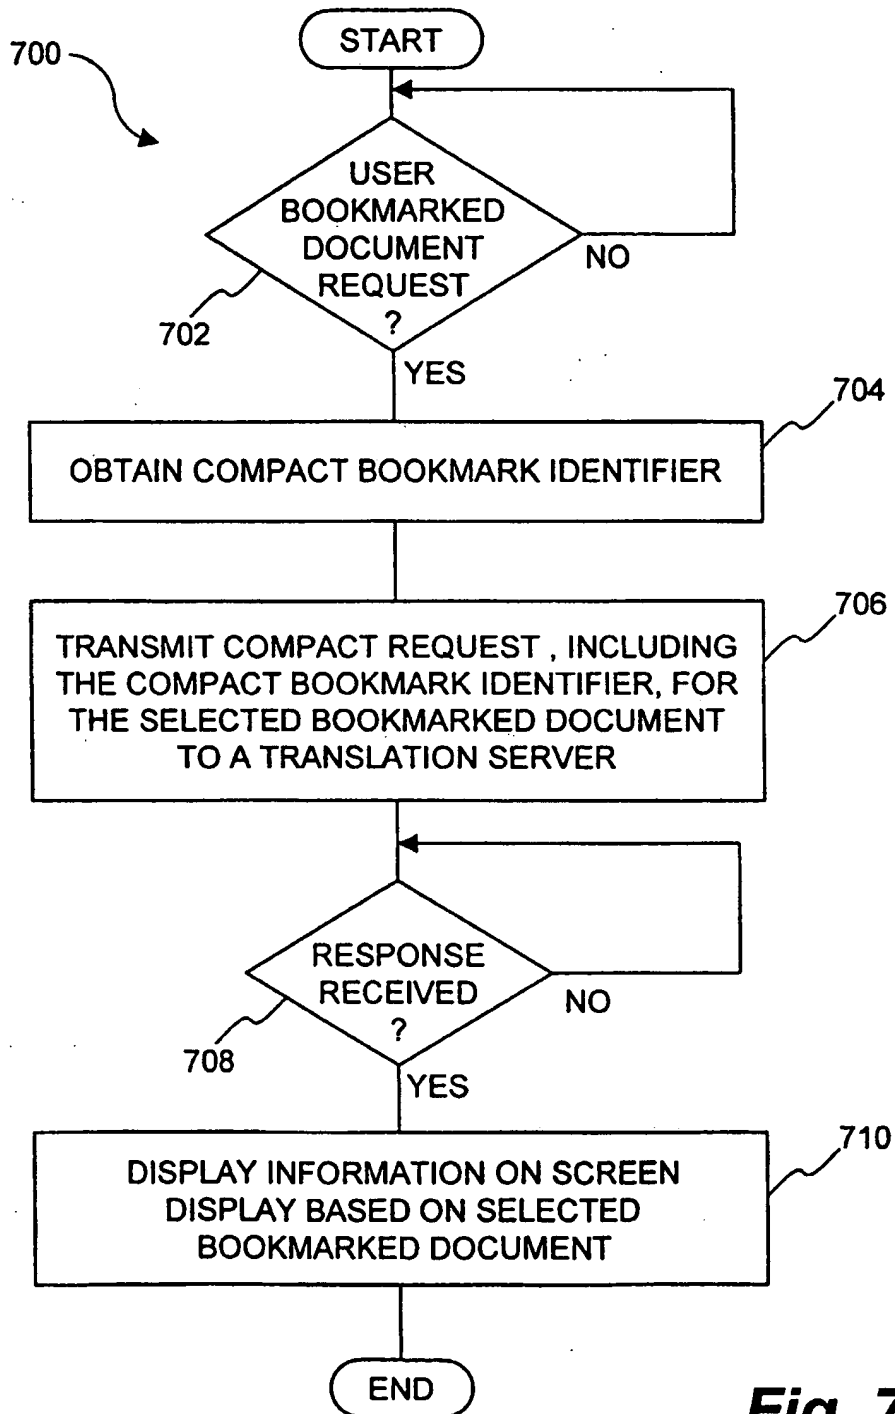 START
700
USER
BOOKMARKED
DOCUMENT
REQUEST
?
NO
702
YES
704
OBTAIN COMPACT BOOKMARK IDENTIFIER
706
TRANSMIT COMPACT REQUEST , INCLUDING
THE COMPACT BOOKMARK IDENTIFIER, FOR
THE SELECTED BOOKMARKED DOCUMENT
TO A TRANSLATION SERVER
RESPONSE
RECEIVED
?
NO
708
YES
710
DISPLAY INFORMATION ON SCREEN
DISPLAY BASED ON SELECTED
BOOKMARKED DOCUMENT
END
Fig. 7